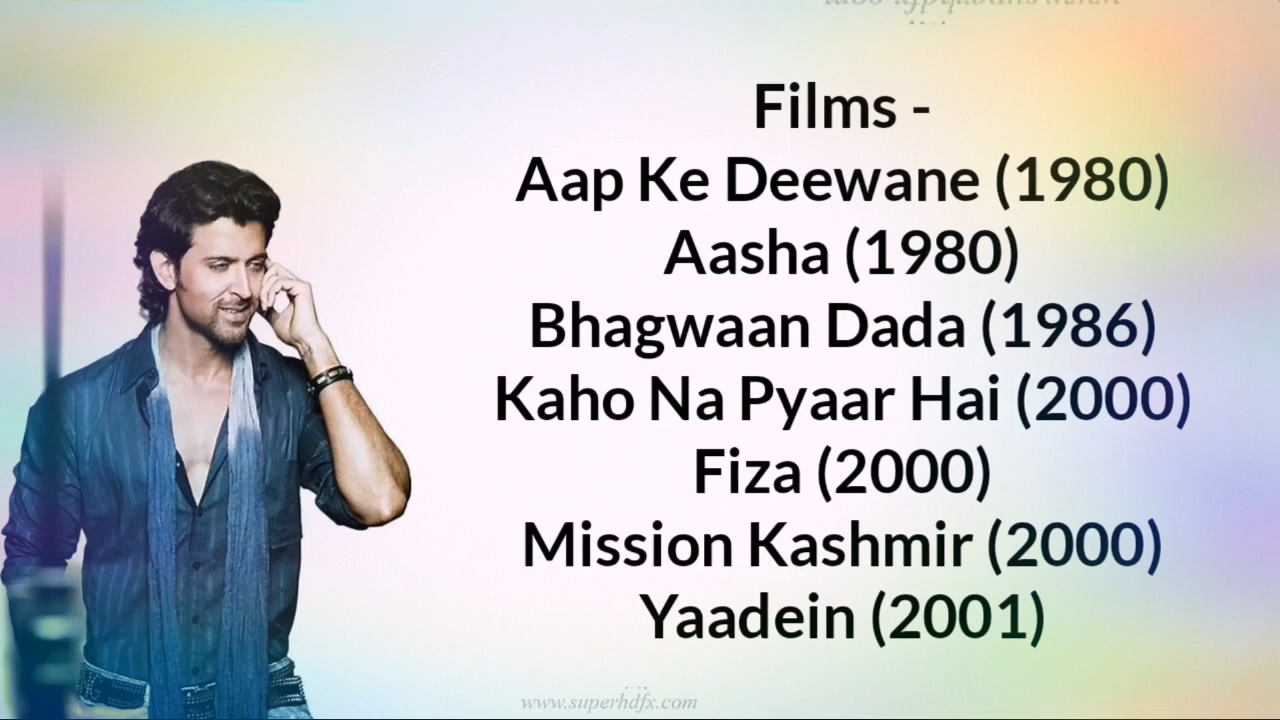 Films -
Aap Ke Deewane (1980)
Aasha (1980)
Bhagwaan Dada (1986)
Kaho Na Pyaar Hai (2000)
Fiza (2000)
Mission Kashmir (2000)
Yaadein (2001)
www.superhdfx.com